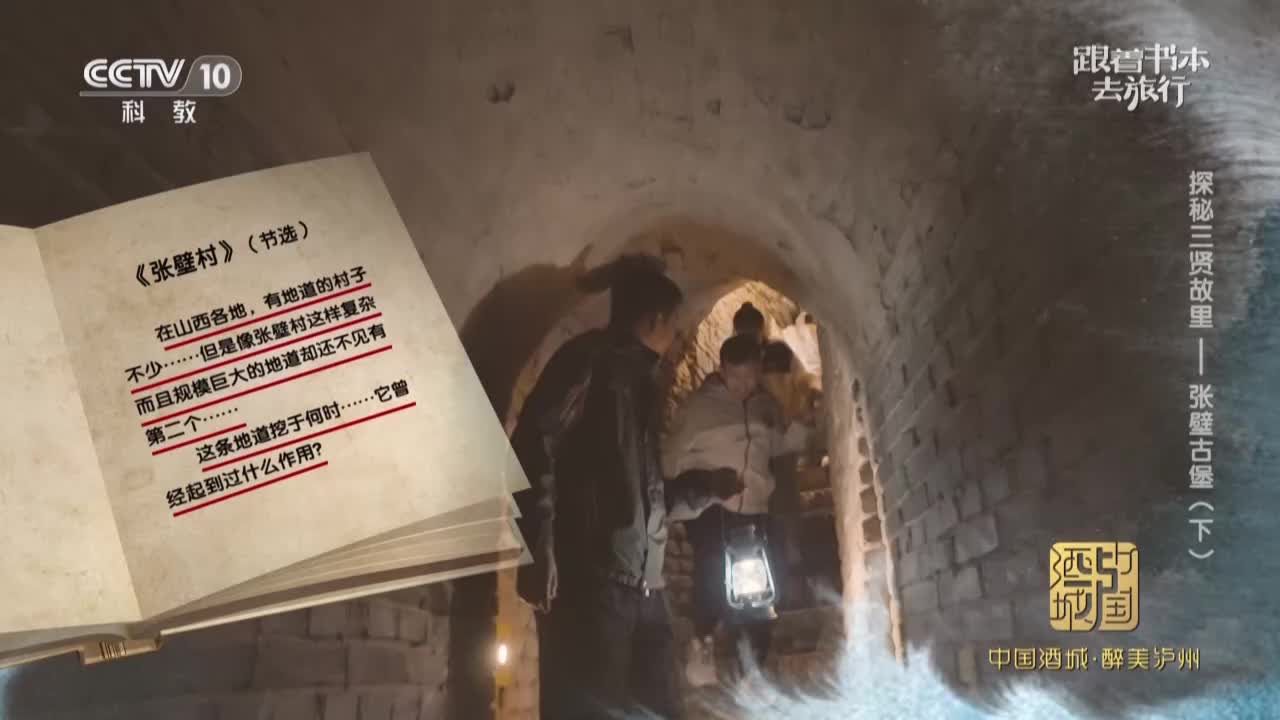 CCTV 10
科教
跟着书本
去旅行
《张壁村》（节选）
在山西各地，有地道的村子
不少……但是像张壁村这样复杂
而且规模巨大的地道却还不见有
第二个……
这条地道挖于何时……它曾
经起到过什么作用？
探秘三贤故里——张壁古堡（下）
中国
酒城
中国酒城·醉美泸州